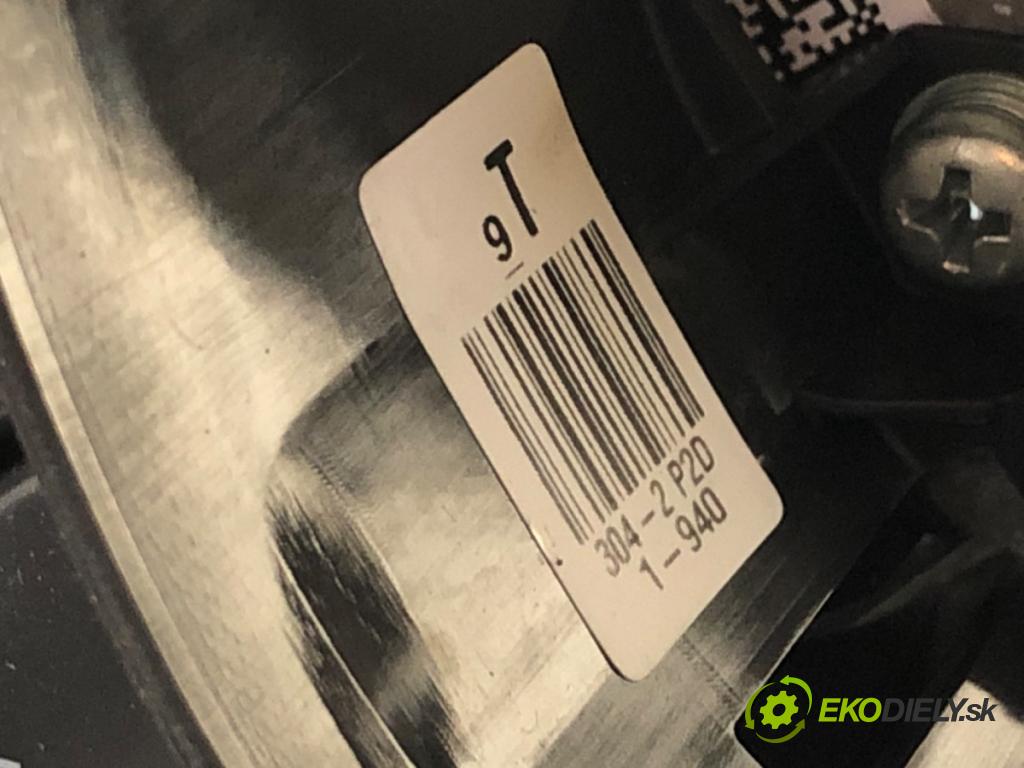 9T
304-2 P2D
1-940
EKODIELY.sk